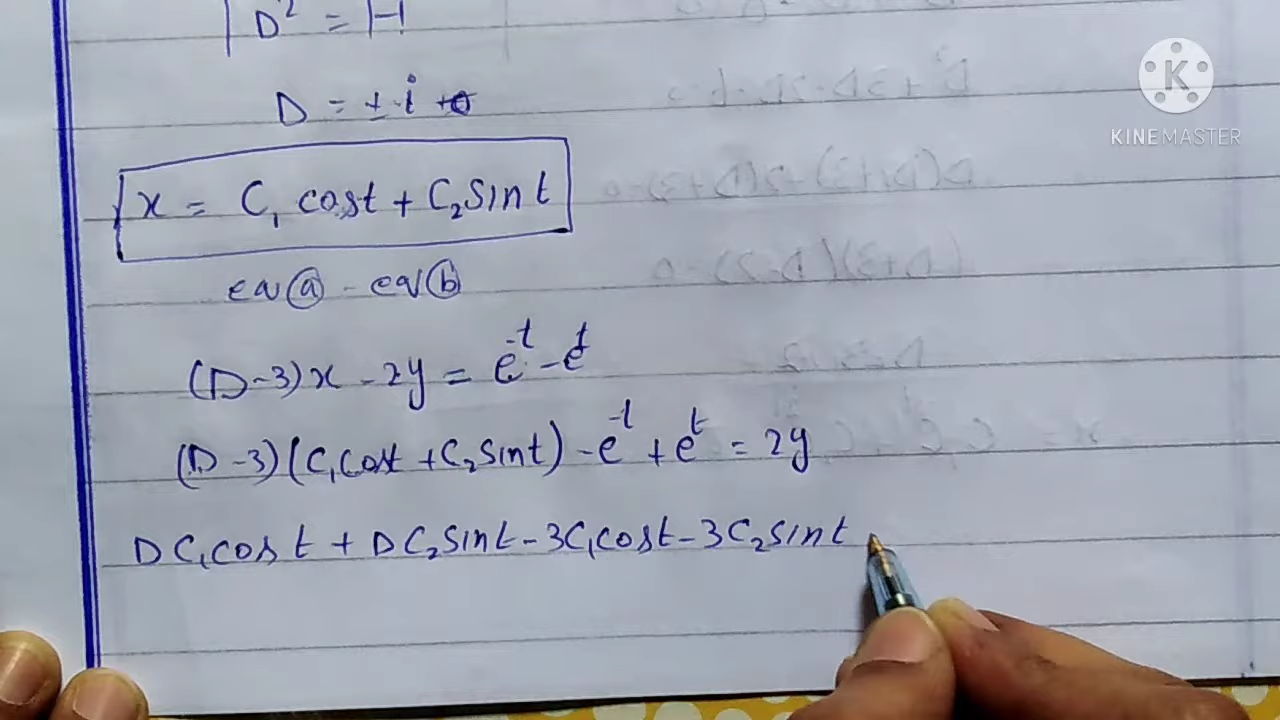 D² = -1
D = ± i
x = C₁ cost + C₂ sint
eq ⓐ - eq ⓑ
(D-3)x - 2y = e⁻ᵗ - eᵗ
(D-3)(C₁cost + C₂sint) - e⁻ᵗ + eᵗ = 2y
DC₁cost + DC₂sint - 3C₁cost - 3C₂sint
K
KINEMASTER